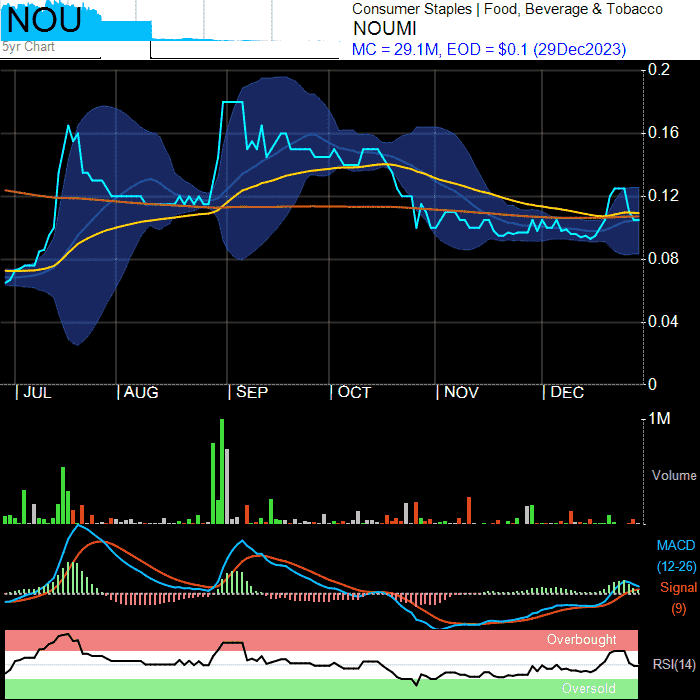 NOU
5yr Chart
Consumer Staples | Food, Beverage & Tobacco
NOUMI
MC = 29.1M, EOD = $0.1 (29Dec2023)
0.2
0.16
0.12
0.08
0.04
0
JUL AUG SEP OCT NOV DEC
1M
Volume
MACD
(12-26)
Signal
(9)
Overbought
RSI(14)
Oversold